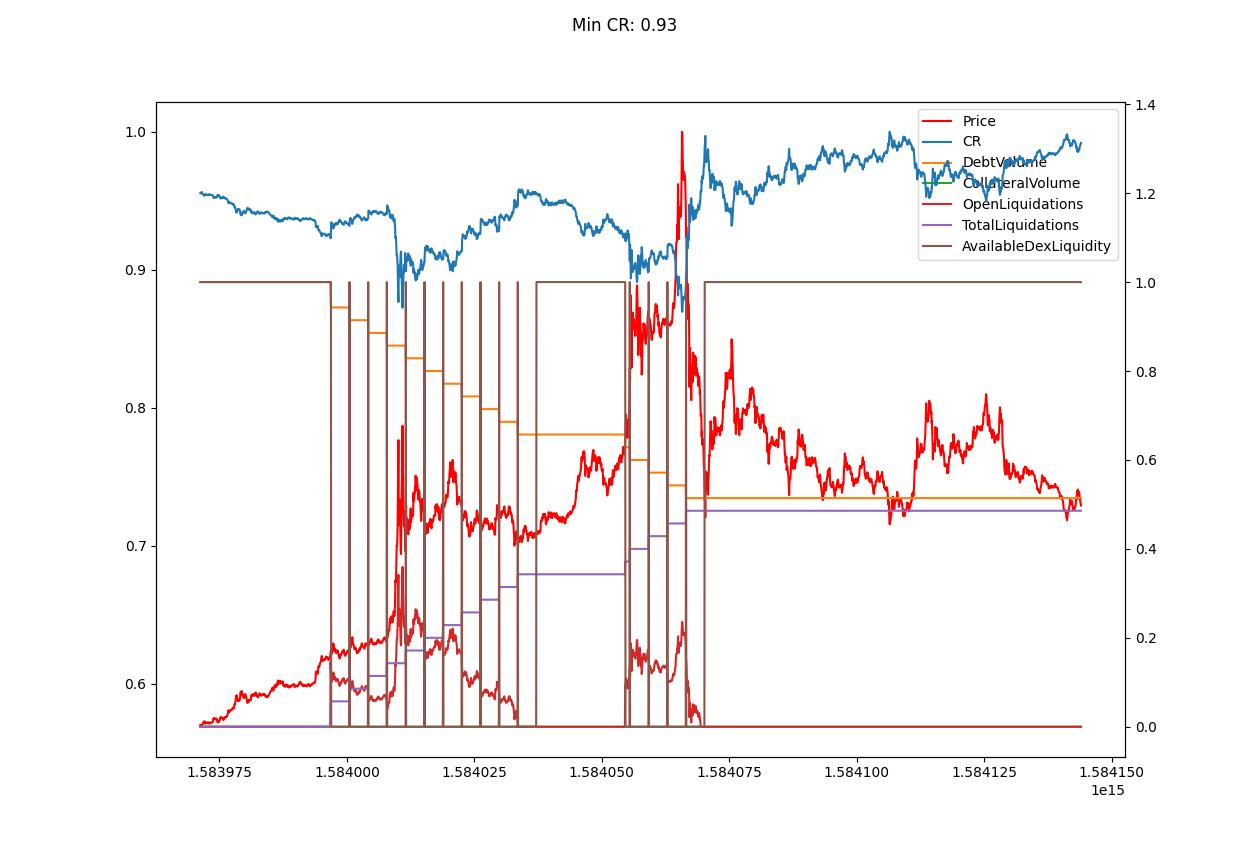 Min CR: 0.93
1.0
0.9
0.8
0.7
0.6
1.4
1.2
1.0
0.8
0.6
0.4
0.2
0.0
Price
CR
DebtVolume
CollateralVolume
OpenLiquidations
TotalLiquidations
AvailableDexLiquidity
1.583975 1.584000 1.584025 1.584050 1.584075 1.584100 1.584125 1.584150
1e15